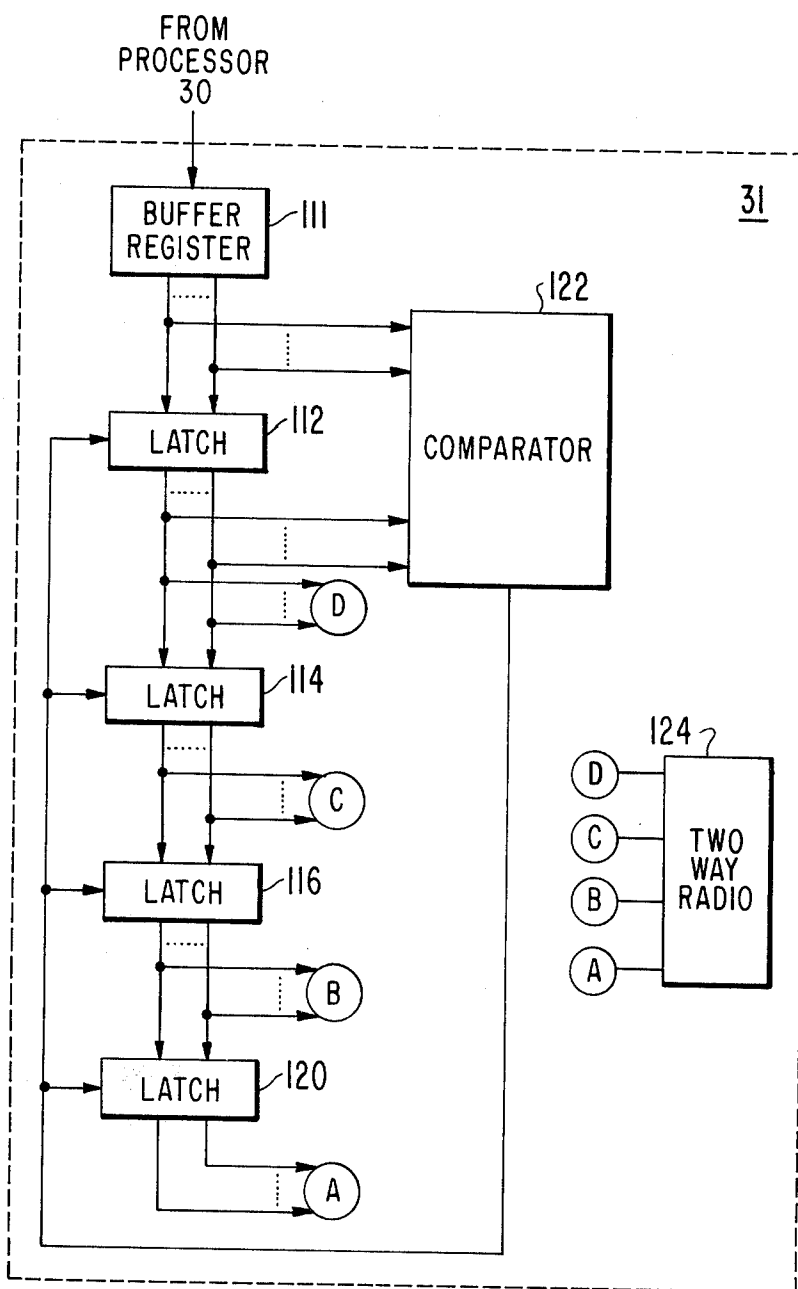 FROM
PROCESSOR
30
31
BUFFER
REGISTER
111
122
COMPARATOR
LATCH
112
D
LATCH
114
C
124
D
C
B
A
TWO
WAY
RADIO
LATCH
116
B
LATCH
120
A